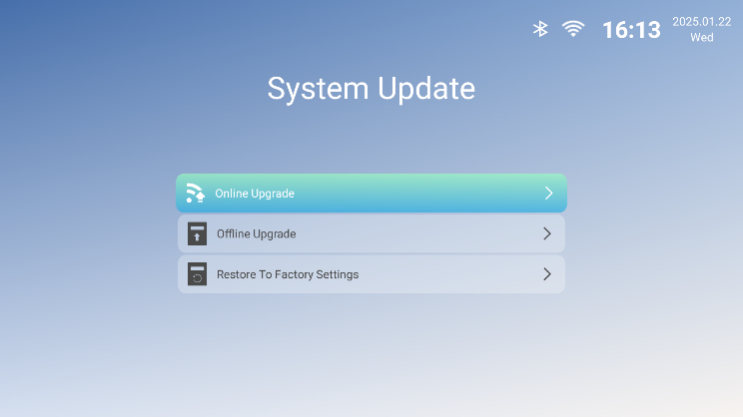 16:13
2025.01.22
Wed
System Update
Online Upgrade
Offline Upgrade
Restore To Factory Settings